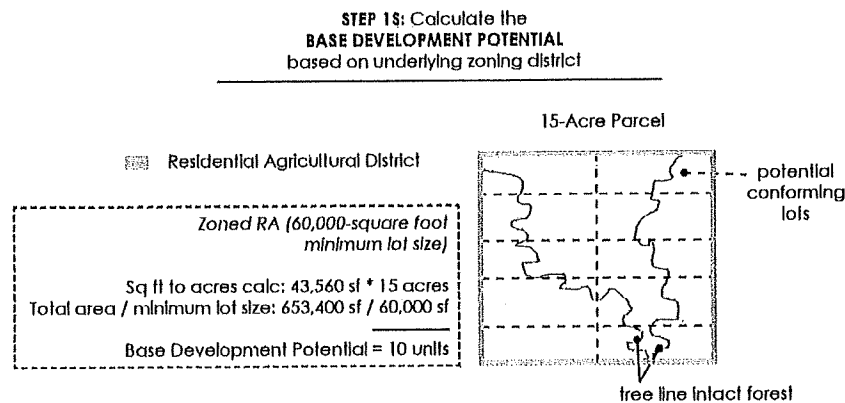 STEP 1S: Calculate the
BASE DEVELOPMENT POTENTIAL
based on underlying zoning district
15-Acre Parcel
Residential Agricultural District
potential
conforming
lots
Zoned RA (60,000-square foot
minimum lot size)
Sq ft to acres calc: 43,560 sf * 15 acres
Total area / minimum lot size: 653,400 sf / 60,000 sf
Base Development Potential = 10 units
tree line intact forest